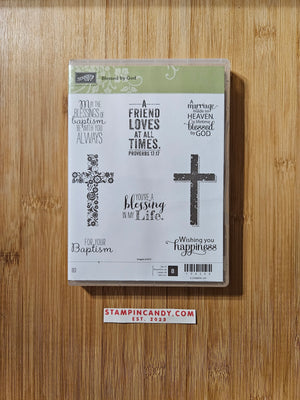 Blessed by God
MAY THE
BLESSINGS OF
baptism
BE WITH YOU
ALWAYS
A
FRIEND
LOVES
AT ALL
TIMES.
PROVERBS 17:17
A
marriage
MADE IN
HEAVEN,
a lifetime
blessed
by GOD
YOU'RE A
blessing
IN MY Life.
FOR YOUR
Baptism
Wishing you
happiness
8
STAMPINCANDY.COM
EST. 2023